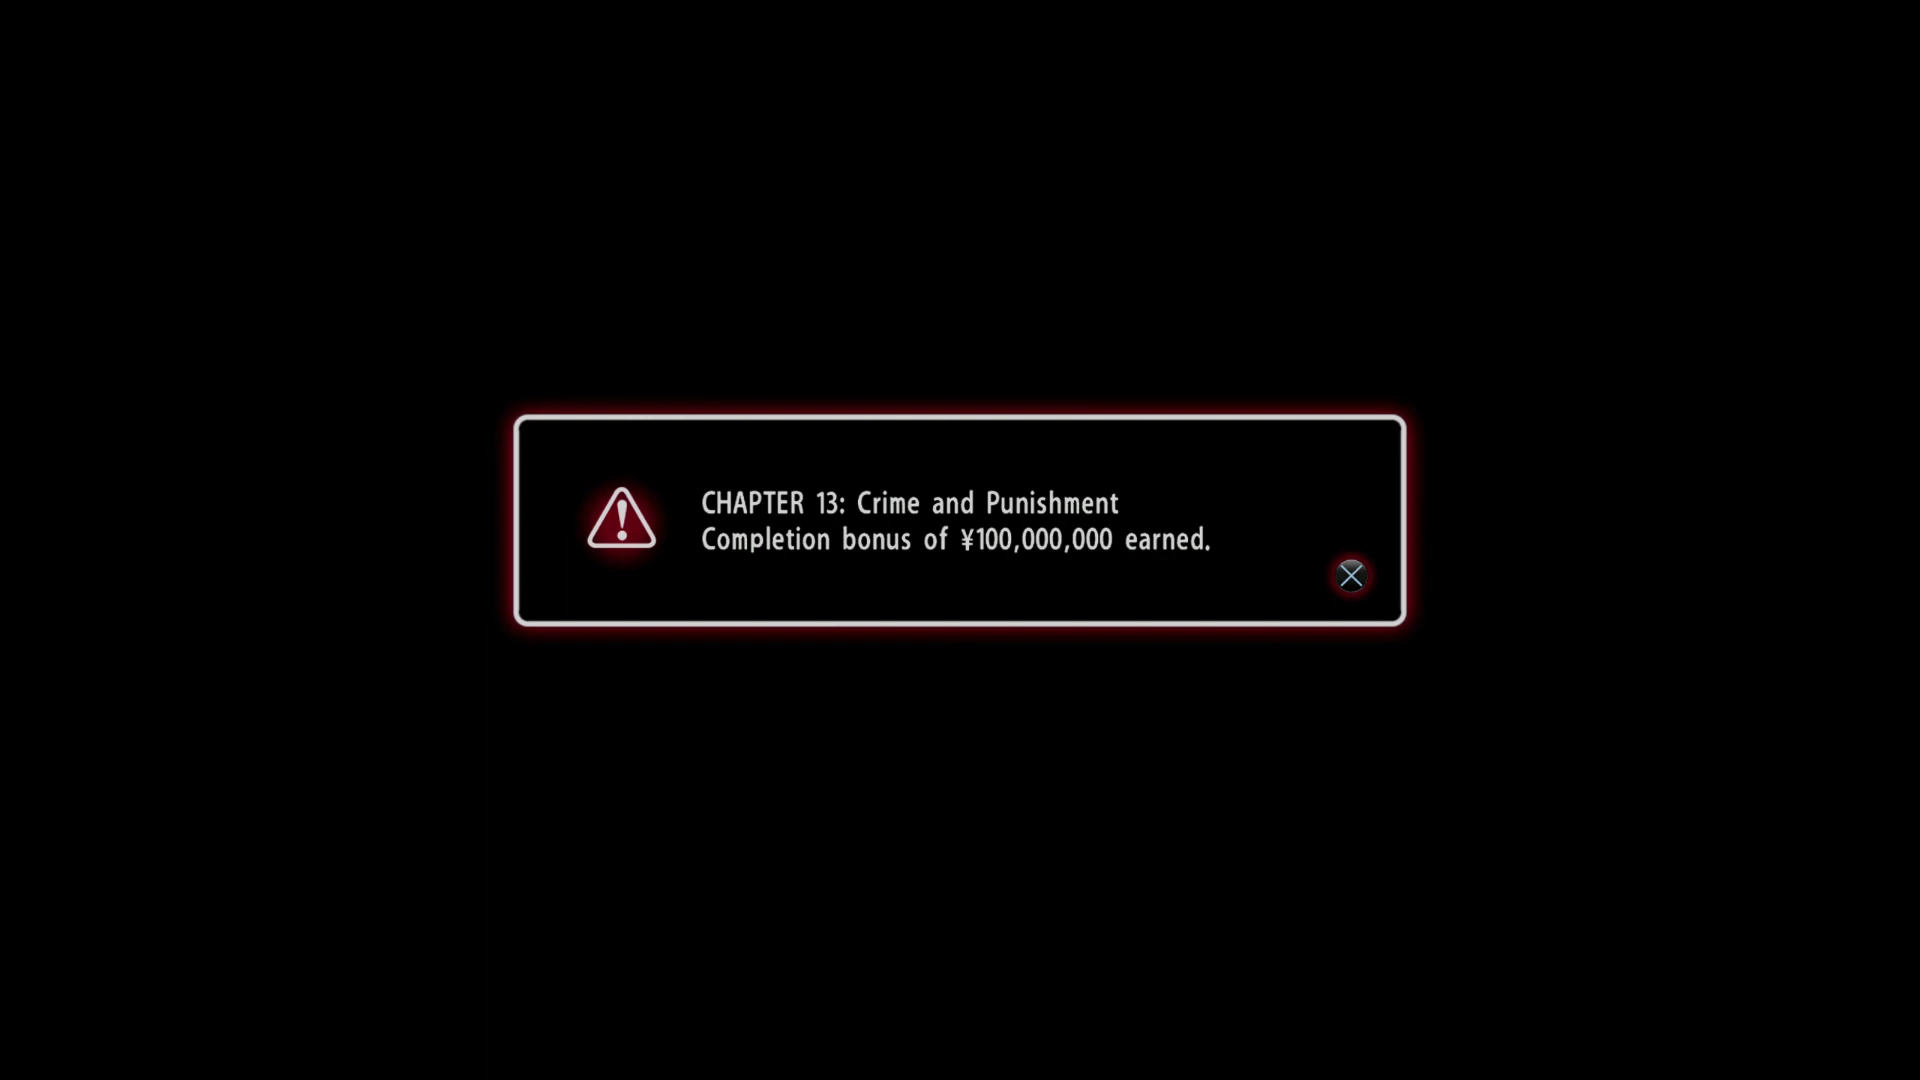 CHAPTER 13: Crime and Punishment
Completion bonus of ¥100,000,000 earned.